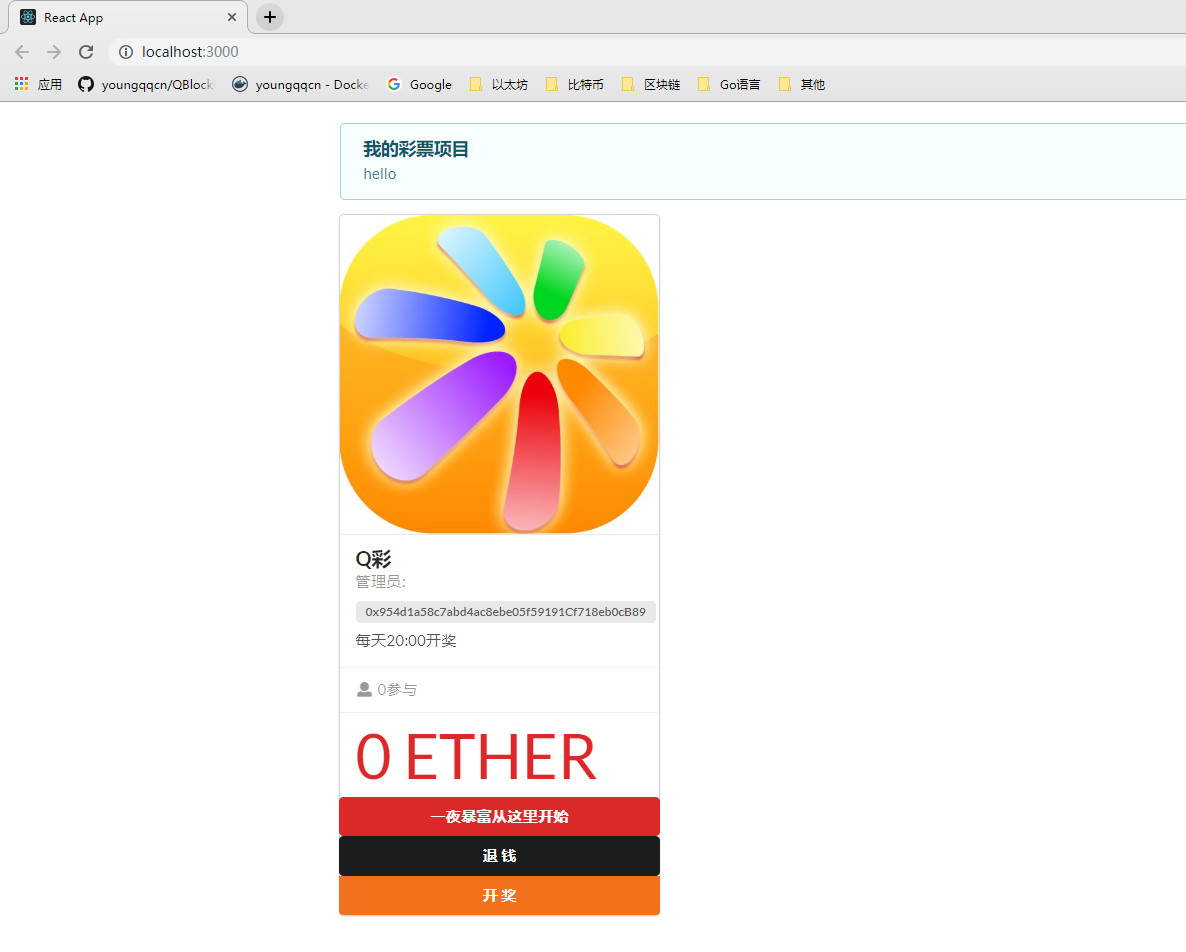 React App
localhost:3000
应用
youngqqcn/QBlock
youngqqcn - Docke
Google
以太坊
比特币
区块链
Go语言
其他
我的彩票项目
hello
Q彩
管理员:
0x954d1a58c7abd4ac8ebe05f59191Cf718eb0cB89
每天20:00开奖
0参与
0 ETHER
一夜暴富从这里开始
退 钱
开 奖